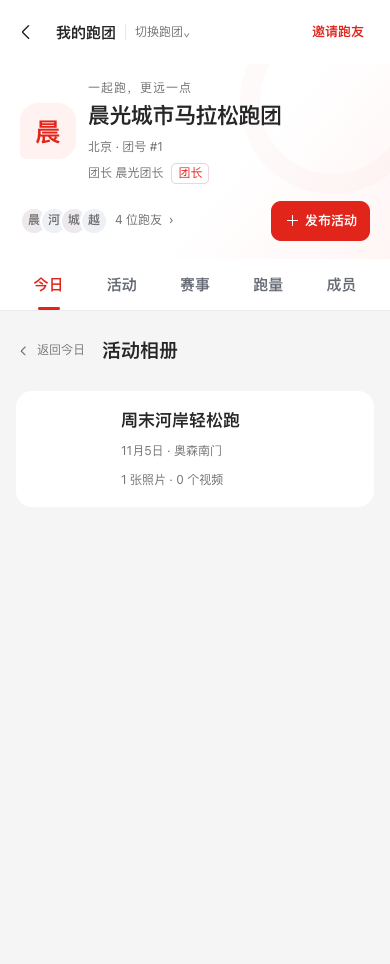 我的跑团 切换跑团⌄ 邀请跑友
一起跑，更远一点
晨
晨光城市马拉松跑团
北京 · 团号 #1
团长 晨光团长 团长
晨 河 城 越 4 位跑友 › ＋ 发布活动
今日 活动 赛事 跑量 成员
‹ 返回今日 活动相册
周末河岸轻松跑
11月5日 · 奥森南门
1 张照片 · 0 个视频